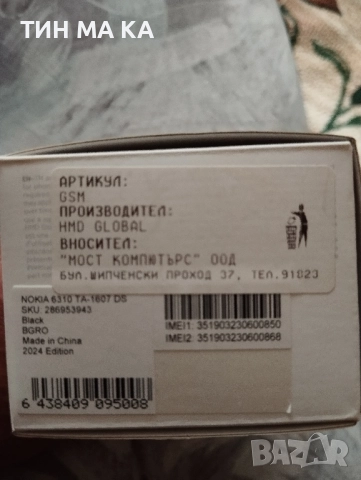 ТИН МА КА
АРТИКУЛ:
GSM
ПРОИЗВОДИТЕЛ:
HMD GLOBAL
ВНОСИТЕЛ:
"МОСТ КОМПЮТЪРС" ООД
БУЛ.ШИПЧЕНСКИ ПРОХОД 37, ТЕЛ.91823
NOKIA 6310 TA-1607 DS
SKU: 286953943
Black
BGRO
Made in China
2024 Edition
IMEI1: 351903230600850
IMEI2: 351903230600868
6 438409 095008
BAZAR